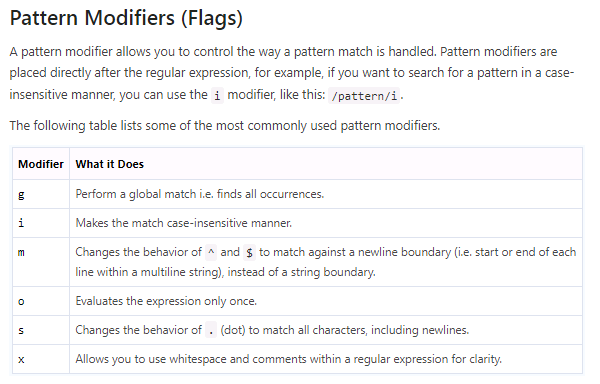 Pattern Modifiers (Flags)
A pattern modifier allows you to control the way a pattern match is handled. Pattern modifiers are
placed directly after the regular expression, for example, if you want to search for a pattern in a case-
insensitive manner, you can use the i modifier, like this: /pattern/i .
The following table lists some of the most commonly used pattern modifiers.
Modifier What it Does
g Perform a global match i.e. finds all occurrences.
i Makes the match case-insensitive manner.
m Changes the behavior of ^ and $ to match against a newline boundary (i.e. start or end of each
line within a multiline string), instead of a string boundary.
o Evaluates the expression only once.
s Changes the behavior of . (dot) to match all characters, including newlines.
x Allows you to use whitespace and comments within a regular expression for clarity.